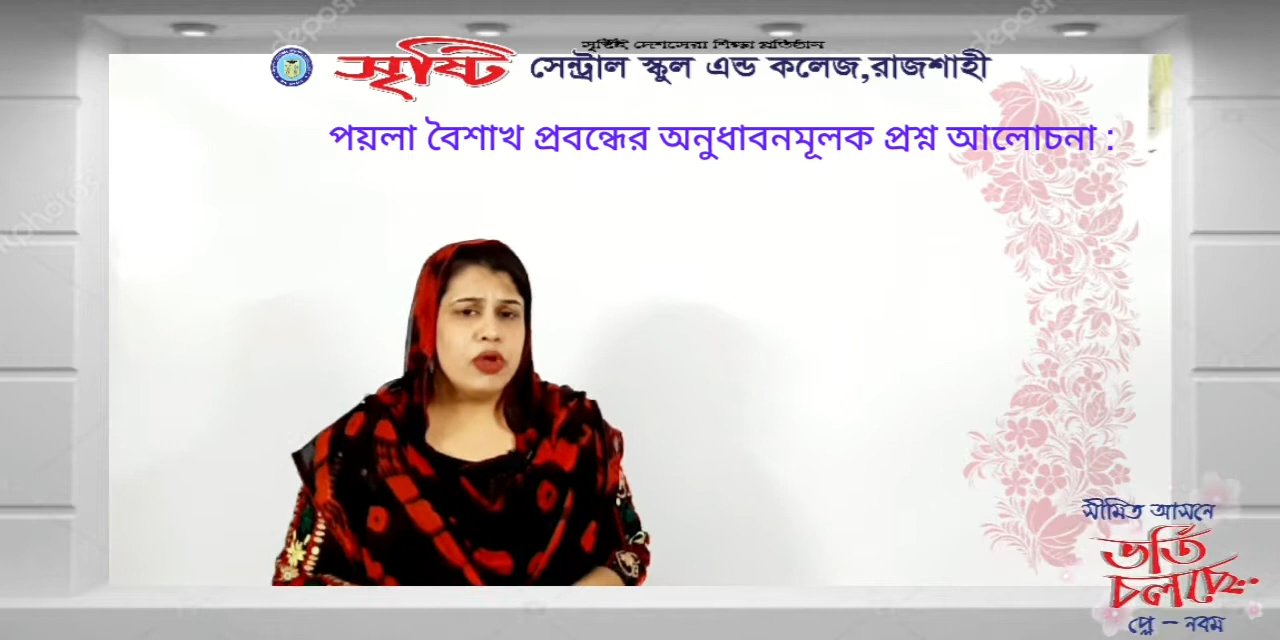 সৃষ্টিই দেশসেরা শিক্ষা প্রতিষ্ঠান
সৃষ্টি সেন্ট্রাল স্কুল এন্ড কলেজ,রাজশাহী
পয়লা বৈশাখ প্রবন্ধের অনুধাবনমূলক প্রশ্ন আলোচনা :
সীমিত আসনে
ভর্তি
চলছে..
প্লে - নবম